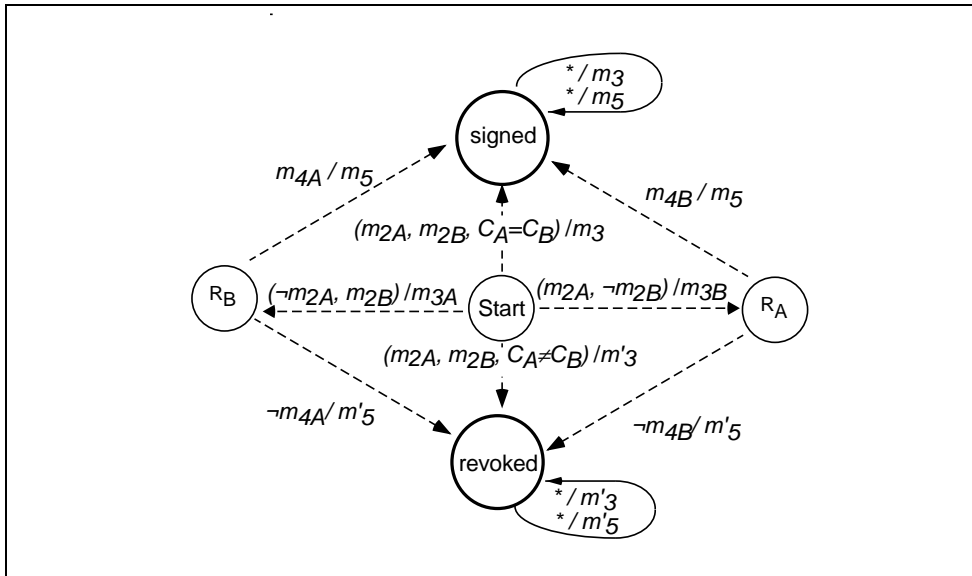 * / m3
* / m5
signed
m4A / m5
m4B / m5
(m2A, m2B, CA=CB) / m3
RB
(¬m2A, m2B) / m3A
Start
(m2A, ¬m2B) / m3B
RA
(m2A, m2B, CA≠CB) / m'3
¬m4A / m'5
¬m4B / m'5
revoked
* / m'3
* / m'5